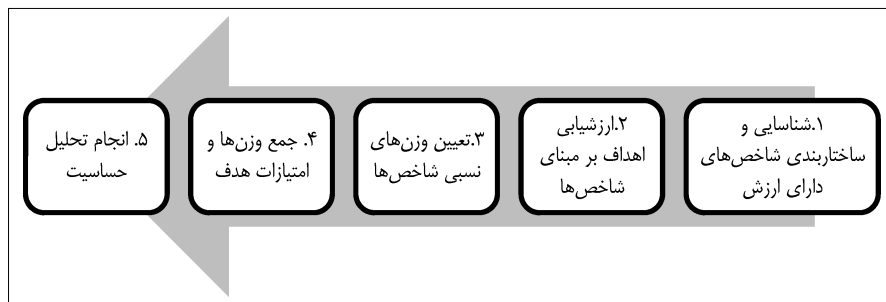 ۱.شناسایی و
ساختاربندی شاخص‌های
دارای ارزش
۲.ارزشیابی
اهداف بر مبنای
شاخص‌ها
۳.تعیین وزن‌های
نسبی شاخص‌ها
۴. جمع وزن‌ها و
امتیازات هدف
۵. انجام تحلیل
حساسیت